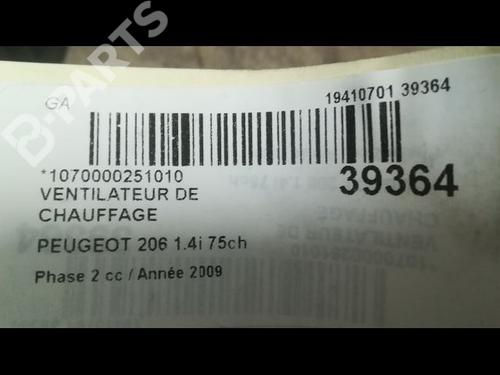 B-PARTS
GA
19410701 39364
*1070000251010
39364
VENTILATEUR DE
CHAUFFAGE
PEUGEOT 206 1.4i 75ch
Phase 2 cc / Année 2009